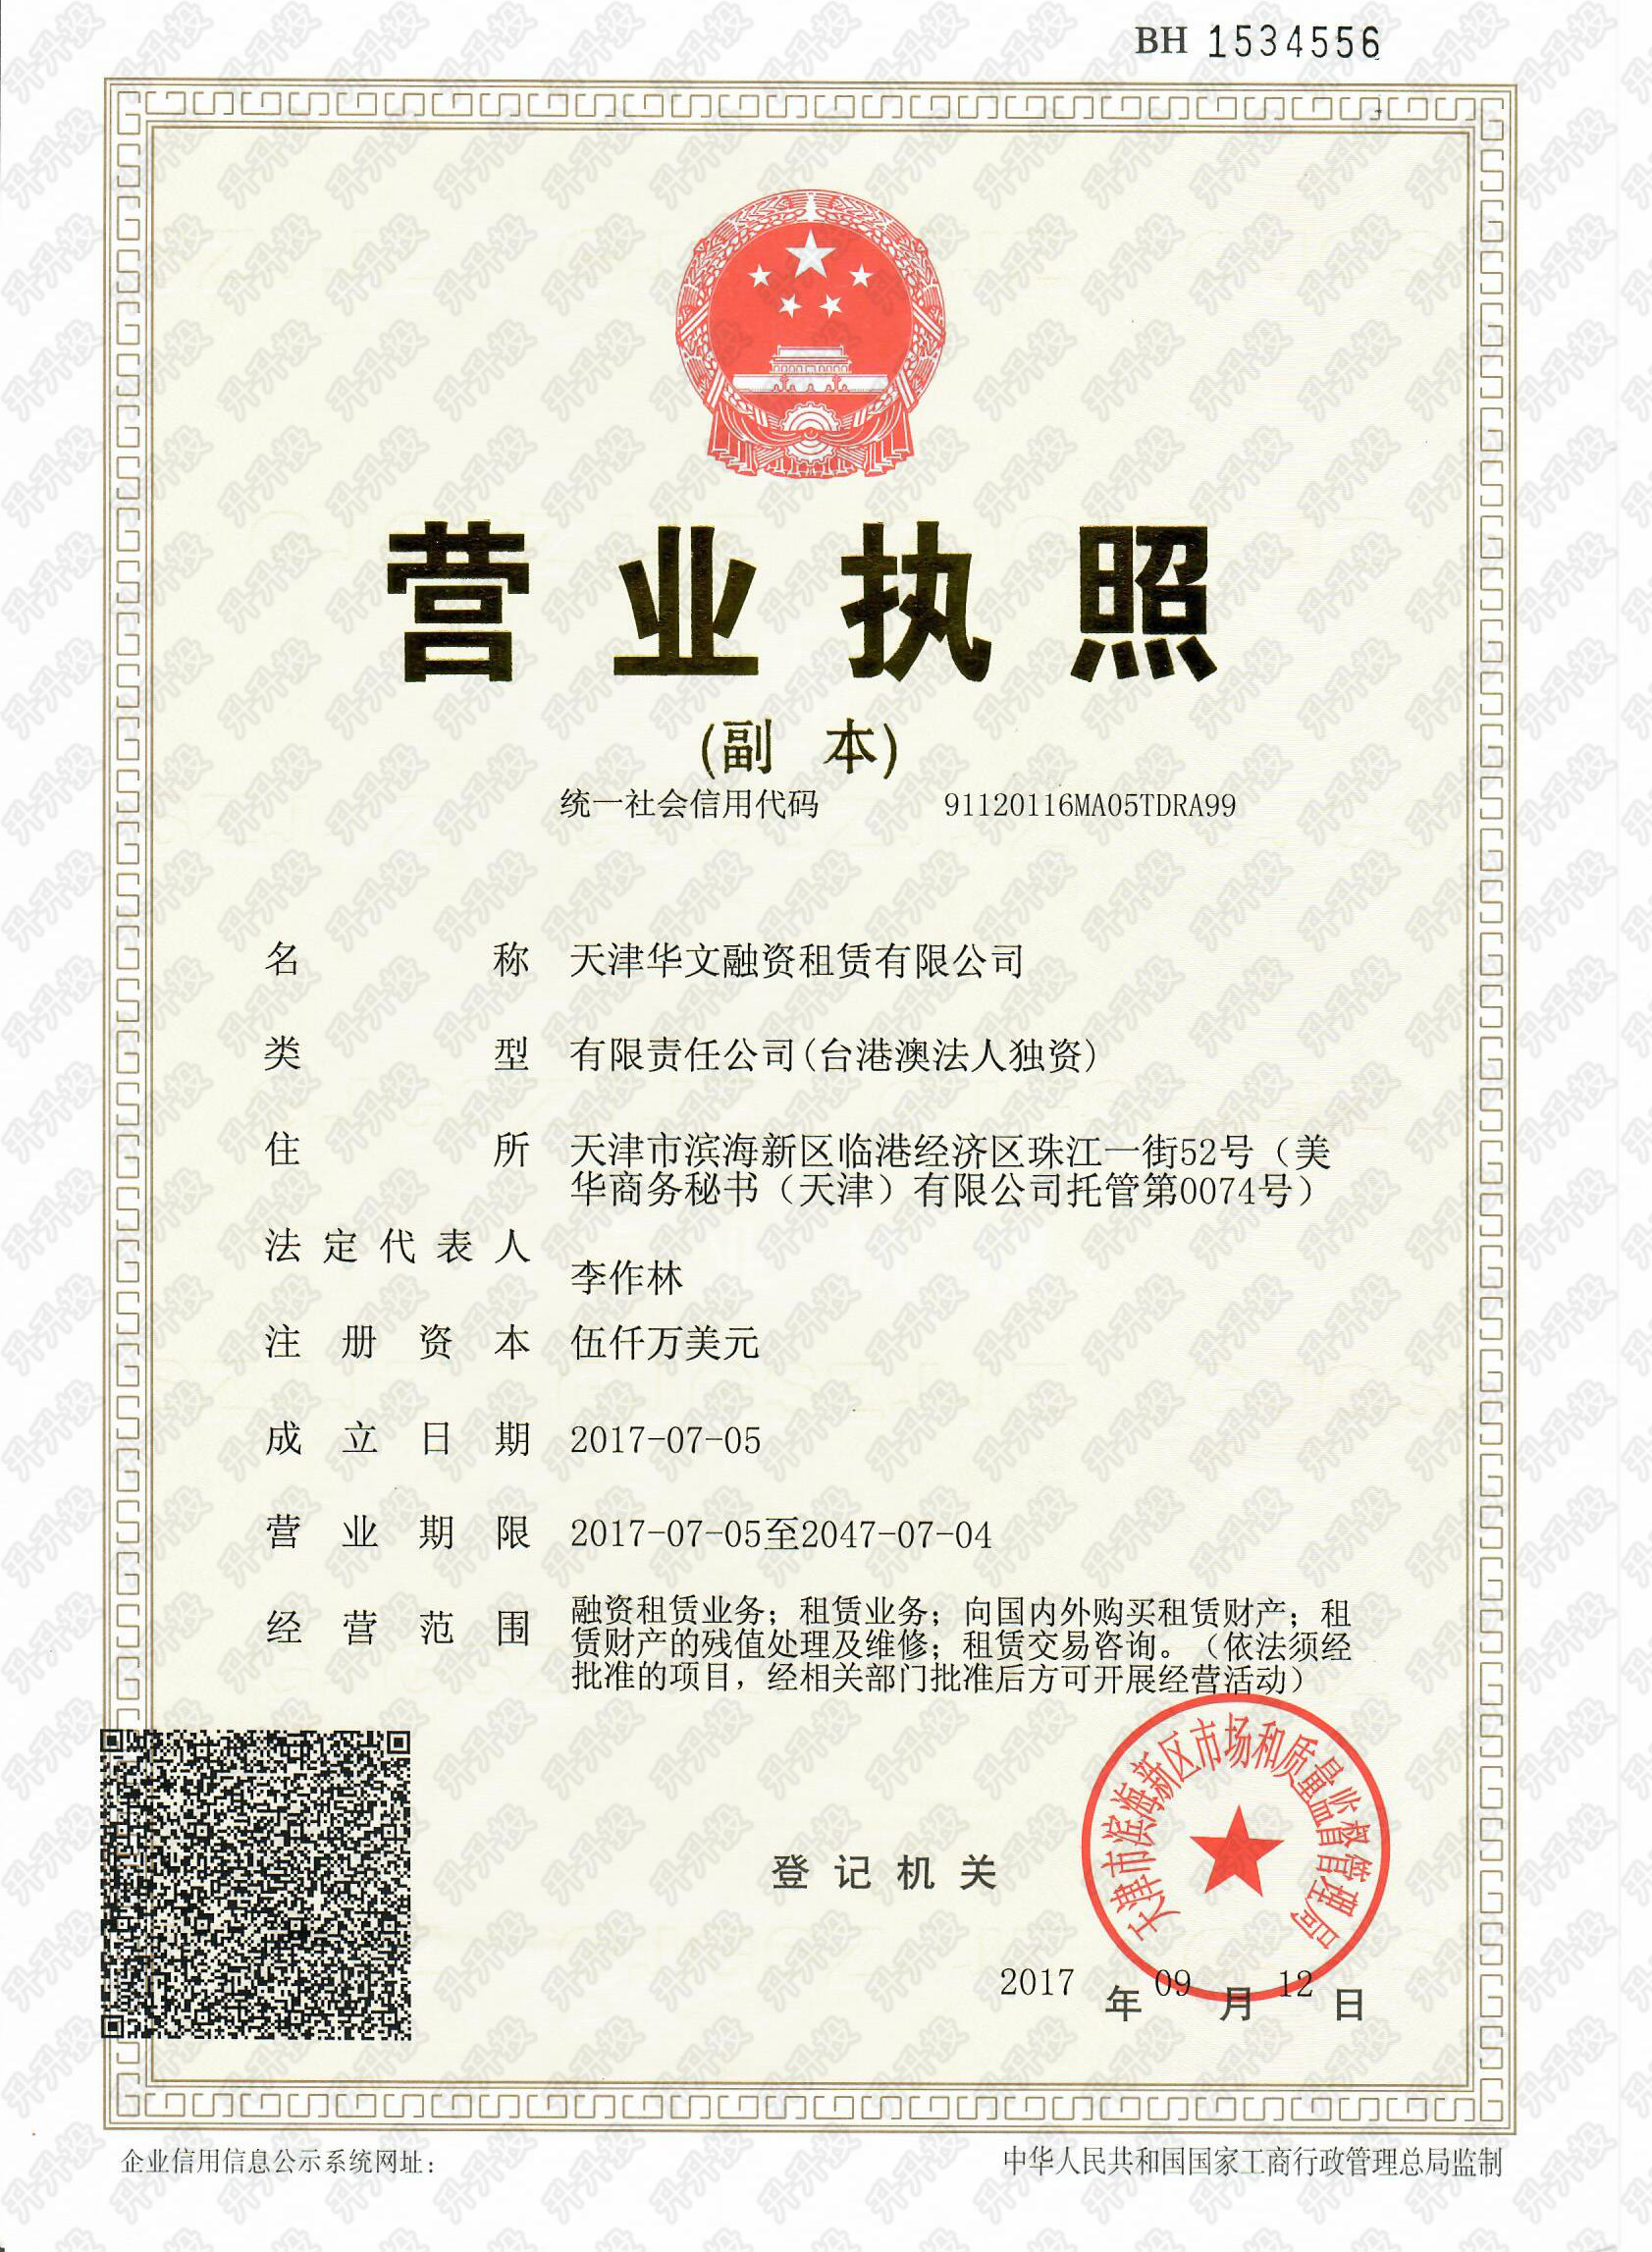 BH 1534556
营业执照
(副 本)
统一社会信用代码 91120116MA05TDRA99
名称 天津华文融资租赁有限公司
类型 有限责任公司(台港澳法人独资)
住所 天津市滨海新区临港经济区珠江一街52号（美
华商务秘书（天津）有限公司托管第0074号）
法定代表人 李作林
注册资本 伍仟万美元
成立日期 2017-07-05
营业期限 2017-07-05至2047-07-04
经营范围 融资租赁业务；租赁业务；向国内外购买租赁财产；租
赁财产的残值处理及维修；租赁交易咨询。（依法须经
批准的项目，经相关部门批准后方可开展经营活动）
天津市滨海新区市场和质量监督管理局
登记机关
2017 年 09 月 12 日
企业信用信息公示系统网址：
中华人民共和国国家工商行政管理总局监制